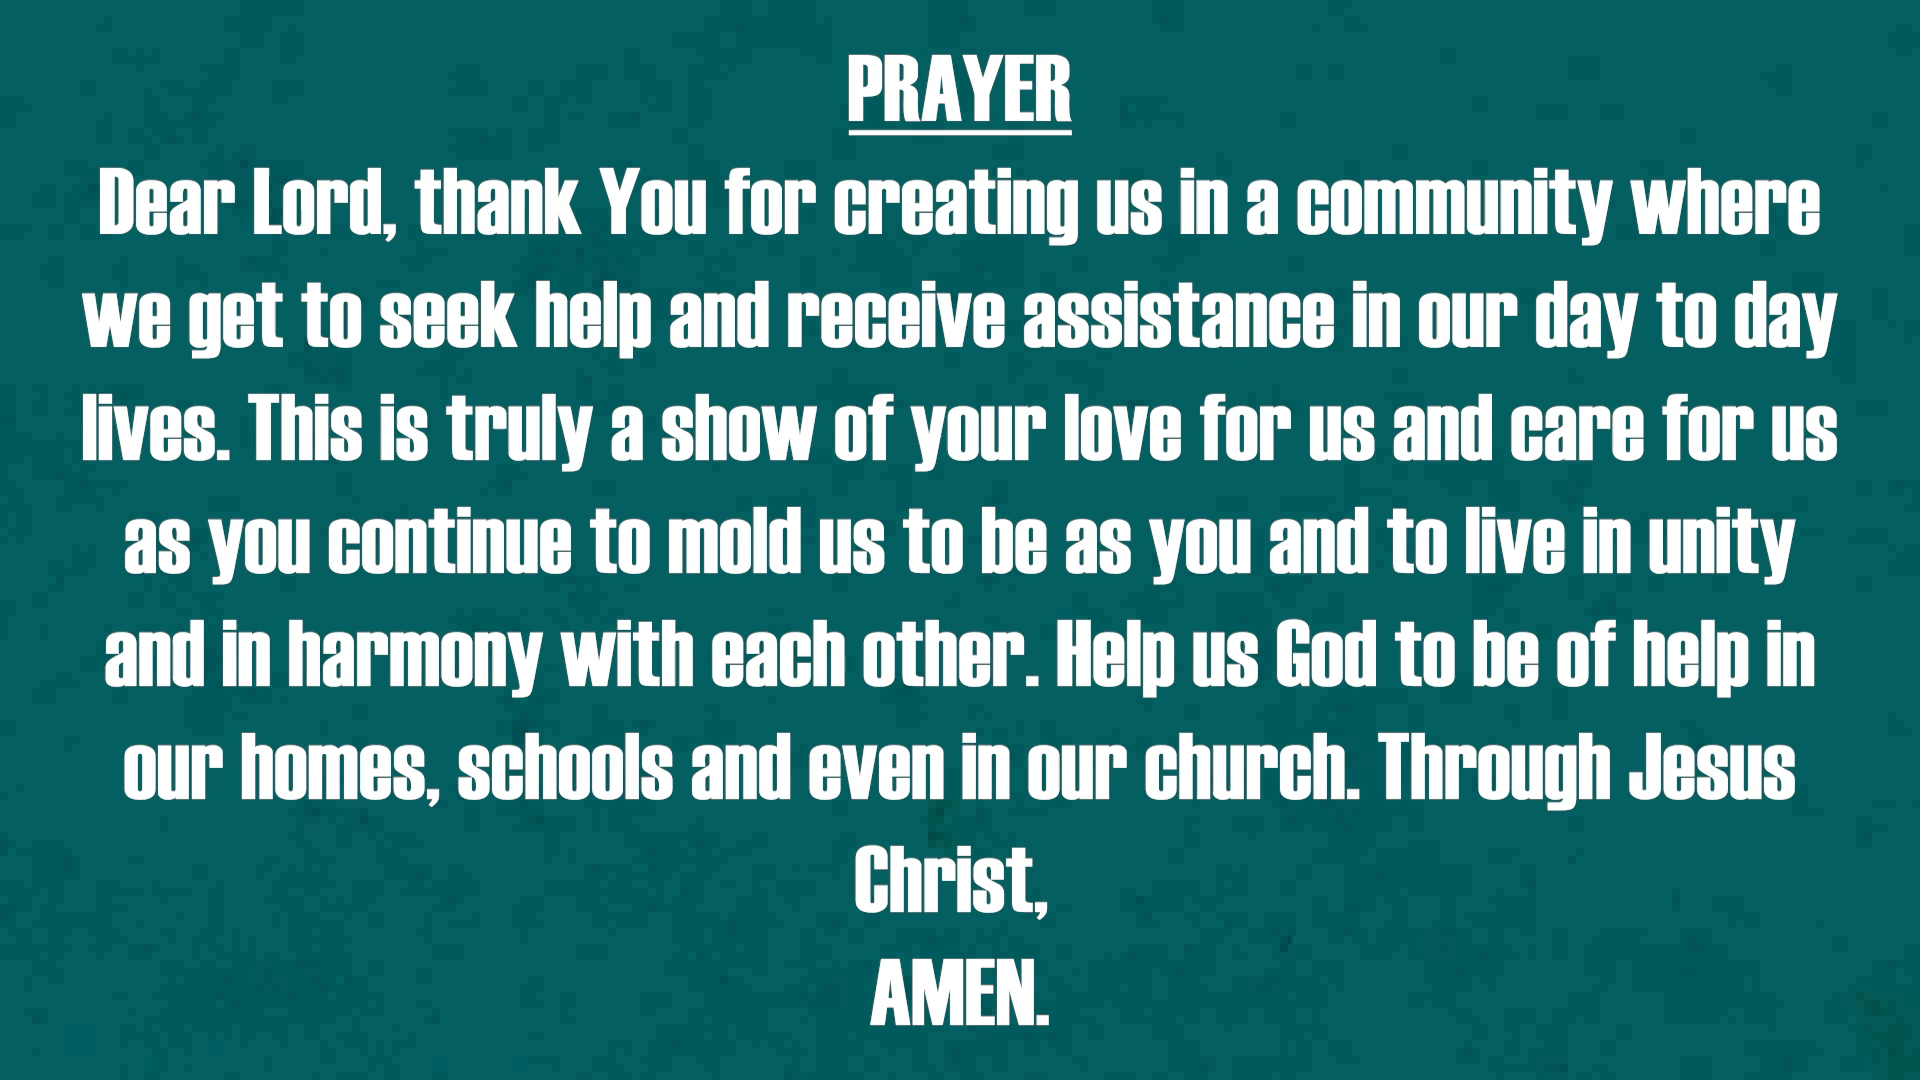 PRAYER
Dear Lord, thank You for creating us in a community where
we get to seek help and receive assistance in our day to day
lives. This is truly a show of your love for us and care for us
as you continue to mold us to be as you and to live in unity
and in harmony with each other. Help us God to be of help in
our homes, schools and even in our church. Through Jesus
Christ,
AMEN.